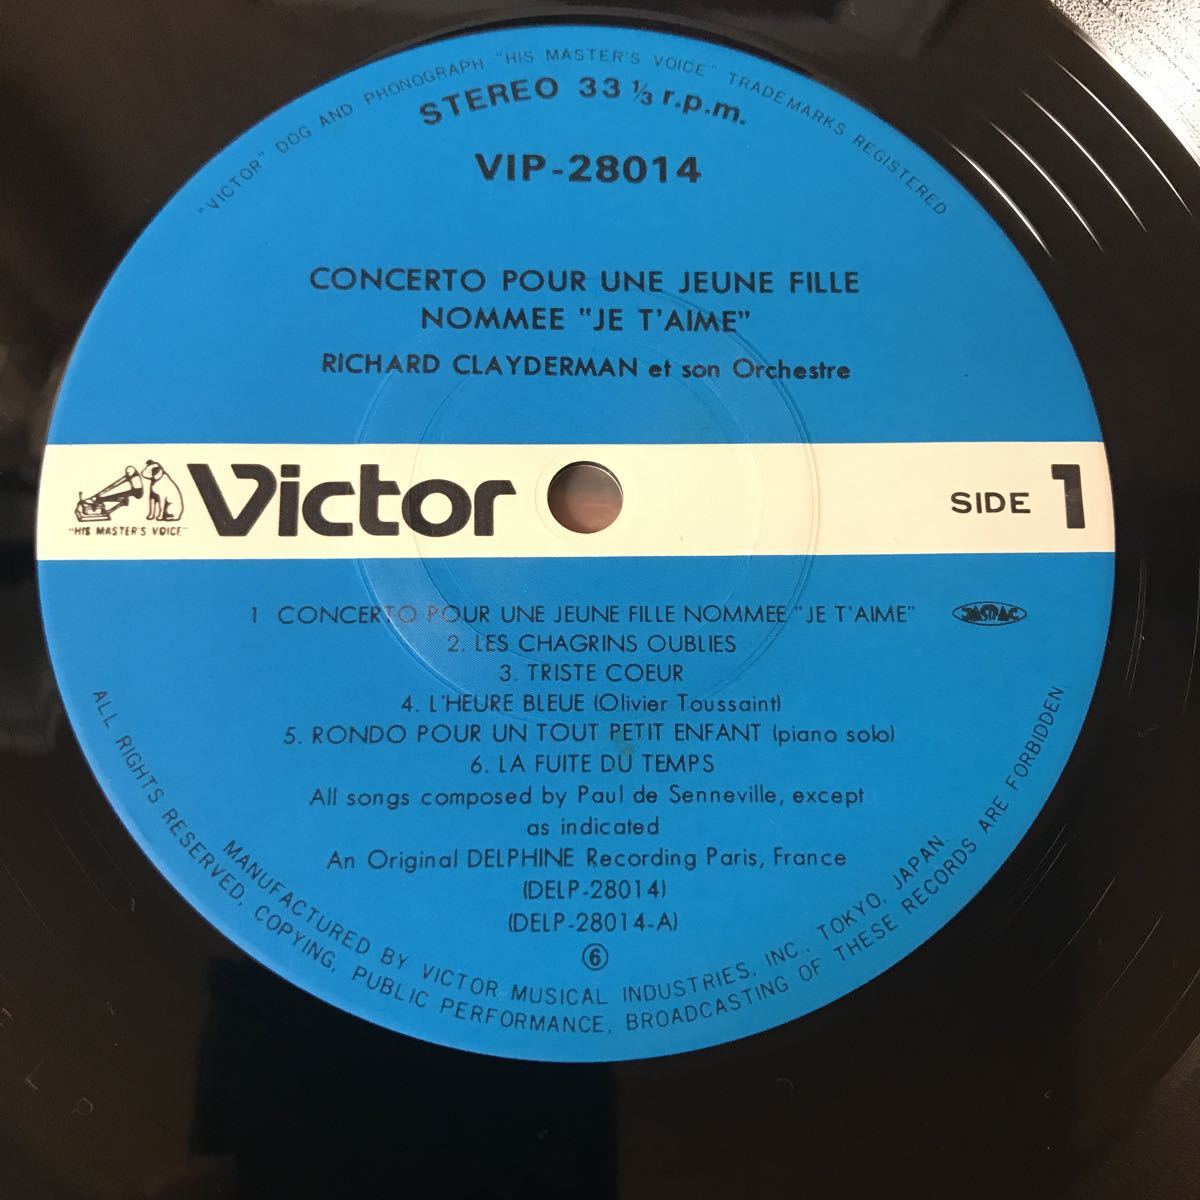 "VICTOR" DOG AND PHONOGRAPH "HIS MASTER'S VOICE" TRADEMARKS REGISTERED
STEREO 33 ⅓ r.p.m.
VIP-28014
CONCERTO POUR UNE JEUNE FILLE
NOMMEE "JE T'AIME"
RICHARD CLAYDERMAN et son Orchestre
"HIS MASTER'S VOICE"
Victor
SIDE 1
1 CONCERTO POUR UNE JEUNE FILLE NOMMEE "JE T'AIME"
JASRAC
2. LES CHAGRINS OUBLIES
3. TRISTE COEUR
4. L'HEURE BLEUE (Olivier Toussaint)
5. RONDO POUR UN TOUT PETIT ENFANT (piano solo)
6. LA FUITE DU TEMPS
All songs composed by Paul de Senneville, except
as indicated
An Original DELPHINE Recording Paris, France
(DELP-28014)
(DELP-28014-A)
⑥
MANUFACTURED BY VICTOR MUSICAL INDUSTRIES, INC., TOKYO, JAPAN.
ALL RIGHTS RESERVED. COPYING, PUBLIC PERFORMANCE, BROADCASTING OF THESE RECORDS ARE FORBIDDEN